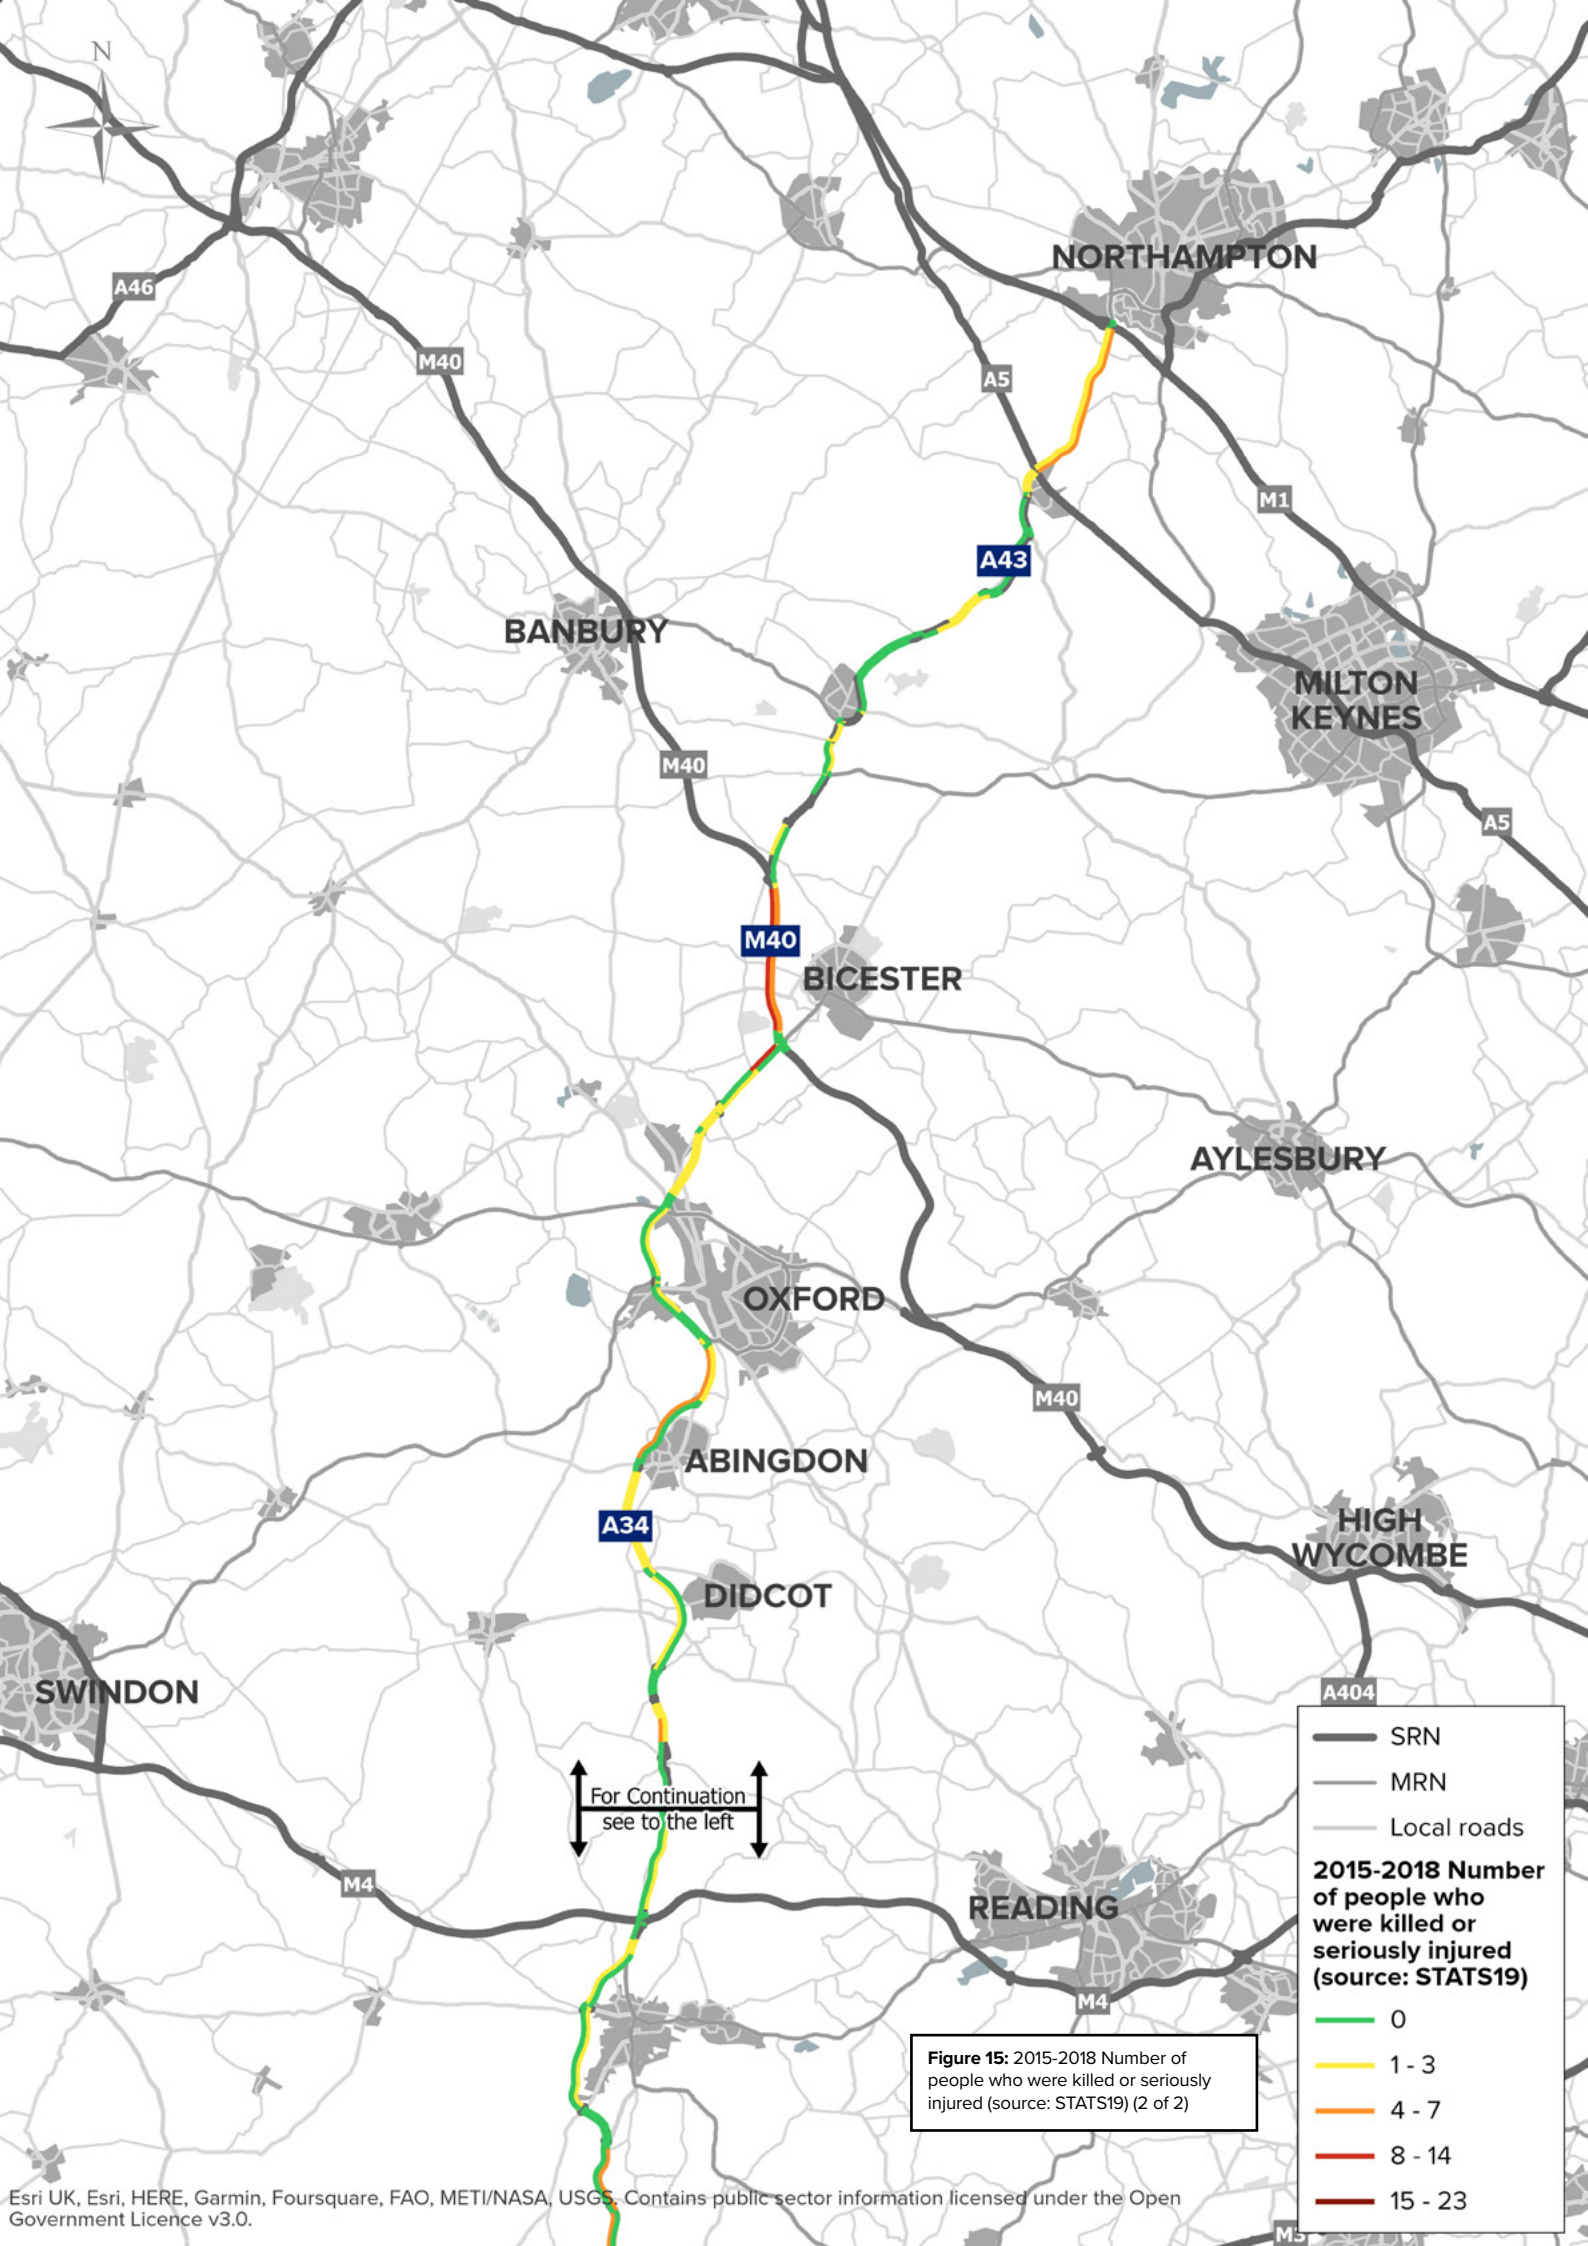 N
NORTHAMPTON
A46
M40
A5
M1
A43
BANBURY
MILTON
KEYNES
M40
A5
M40
BICESTER
AYLESBURY
OXFORD
M40
ABINGDON
HIGH
WYCOMBE
A34
DIDCOT
SWINDON
A404
For Continuation
see to the left
M4
READING
M4
M3
SRN
MRN
Local roads
2015-2018 Number
of people who
were killed or
seriously injured
(source: STATS19)
0
1 - 3
4 - 7
8 - 14
15 - 23
Figure 15: 2015-2018 Number of
people who were killed or seriously
injured (source: STATS19) (2 of 2)
Esri UK, Esri, HERE, Garmin, Foursquare, FAO, METI/NASA, USGS. Contains public sector information licensed under the Open
Government Licence v3.0.